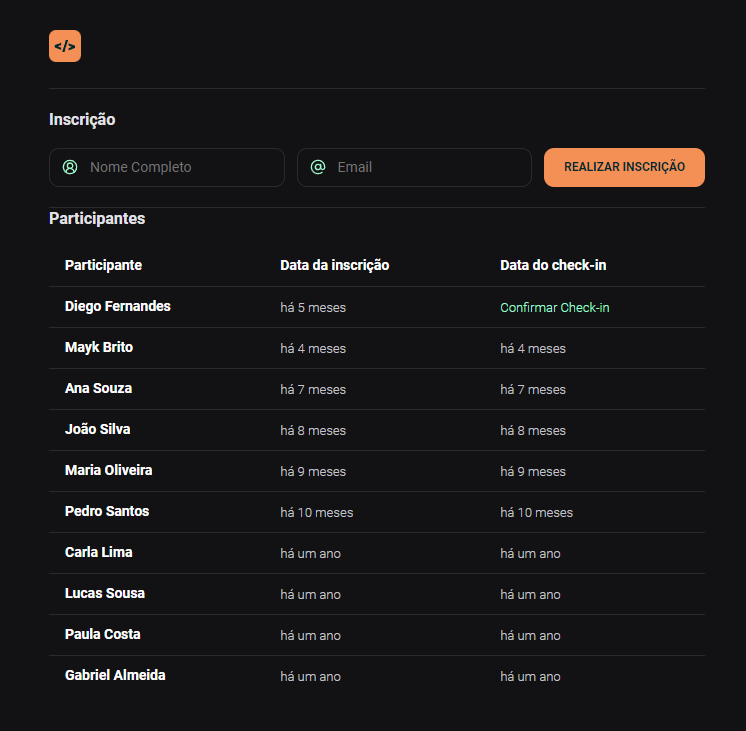 </>
Inscrição
Nome Completo Email REALIZAR INSCRIÇÃO
Participantes
Participante Data da inscrição Data do check-in
Diego Fernandes há 5 meses Confirmar Check-in
Mayk Brito há 4 meses há 4 meses
Ana Souza há 7 meses há 7 meses
João Silva há 8 meses há 8 meses
Maria Oliveira há 9 meses há 9 meses
Pedro Santos há 10 meses há 10 meses
Carla Lima há um ano há um ano
Lucas Sousa há um ano há um ano
Paula Costa há um ano há um ano
Gabriel Almeida há um ano há um ano